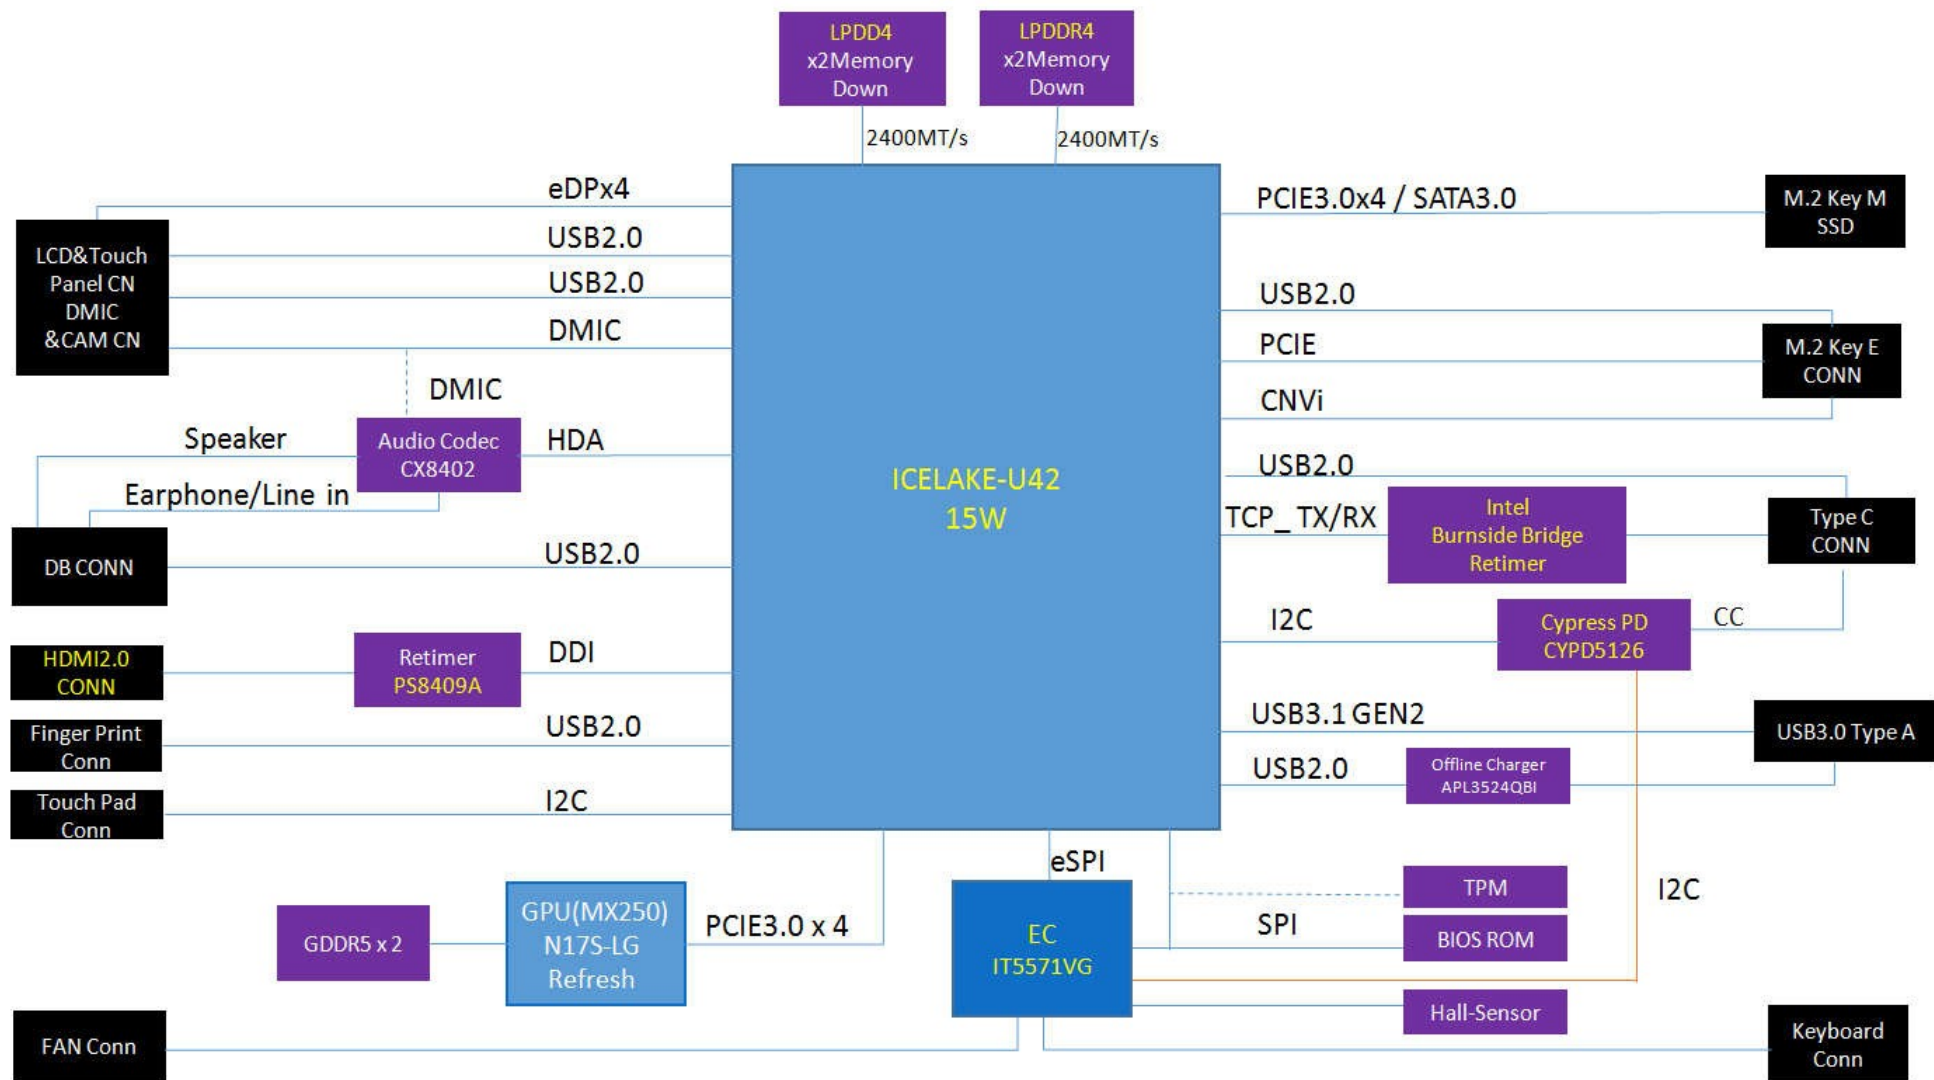 LPDD4
x2Memory
Down
LPDDR4
x2Memory
Down
2400MT/s
2400MT/s
eDPx4
USB2.0
USB2.0
DMIC
LCD&Touch
Panel CN
DMIC
&CAM CN
DMIC
Speaker
Audio Codec
CX8402
HDA
Earphone/Line in
DB CONN
USB2.0
HDMI2.0
CONN
Retimer
PS8409A
DDI
Finger Print
Conn
USB2.0
Touch Pad
Conn
I2C
ICELAKE-U42
15W
PCIE3.0x4 / SATA3.0
M.2 Key M
SSD
USB2.0
PCIE
CNVi
M.2 Key E
CONN
USB2.0
TCP_ TX/RX
Intel
Burnside Bridge
Retimer
Type C
CONN
I2C
Cypress PD
CYPD5126
CC
USB3.1 GEN2
USB3.0 Type A
USB2.0
Offline Charger
APL3524QBI
GDDR5 x 2
GPU(MX250)
N17S-LG
Refresh
PCIE3.0 x 4
eSPI
EC
IT5571VG
SPI
TPM
BIOS ROM
I2C
Hall-Sensor
FAN Conn
Keyboard
Conn